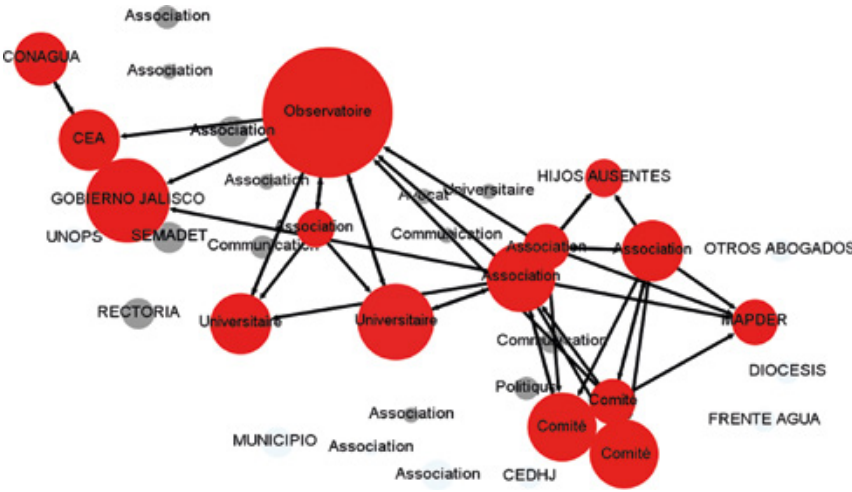 Association
CONAGUA
Association
Observatoire
Association
CEA
Association
HIJOS AUSENTES
Avocat
Universitaire
GOBIERNO JALISCO
Association
UNOPS
SEMADET
Communication
Communication
Association
Association
OTROS ABOGADOS
Association
RECTORIA
Universitaire
Universitaire
MAPDER
Communication
DIOCESIS
Politique
Comité
Association
FRENTE AGUA
Comité
MUNICIPIO
Association
Comité
Association
CEDHJ